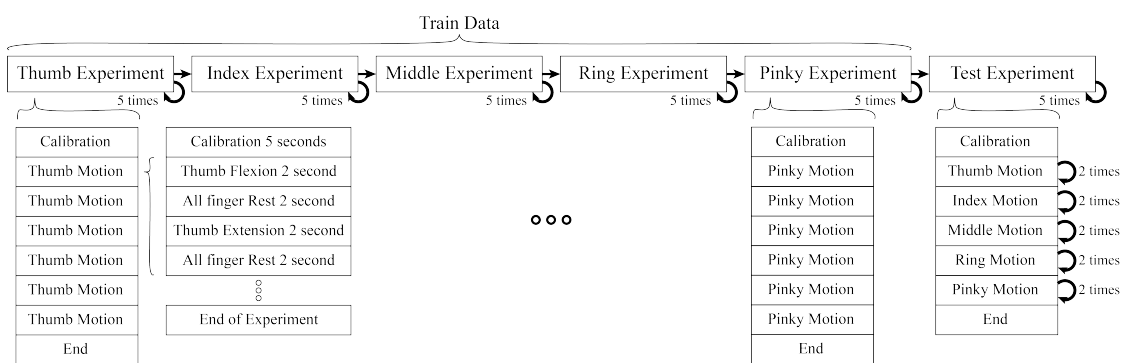 Train Data
Thumb Experiment
Index Experiment
Middle Experiment
Ring Experiment
Pinky Experiment
Test Experiment
5 times
5 times
5 times
5 times
5 times
5 times
Calibration
Thumb Motion
Thumb Motion
Thumb Motion
Thumb Motion
Thumb Motion
Thumb Motion
End
Calibration 5 seconds
Thumb Flexion 2 second
All finger Rest 2 second
Thumb Extension 2 second
All finger Rest 2 second
End of Experiment
Calibration
Pinky Motion
Pinky Motion
Pinky Motion
Pinky Motion
Pinky Motion
Pinky Motion
End
Calibration
Thumb Motion 2 times
Index Motion 2 times
Middle Motion 2 times
Ring Motion 2 times
Pinky Motion 2 times
End